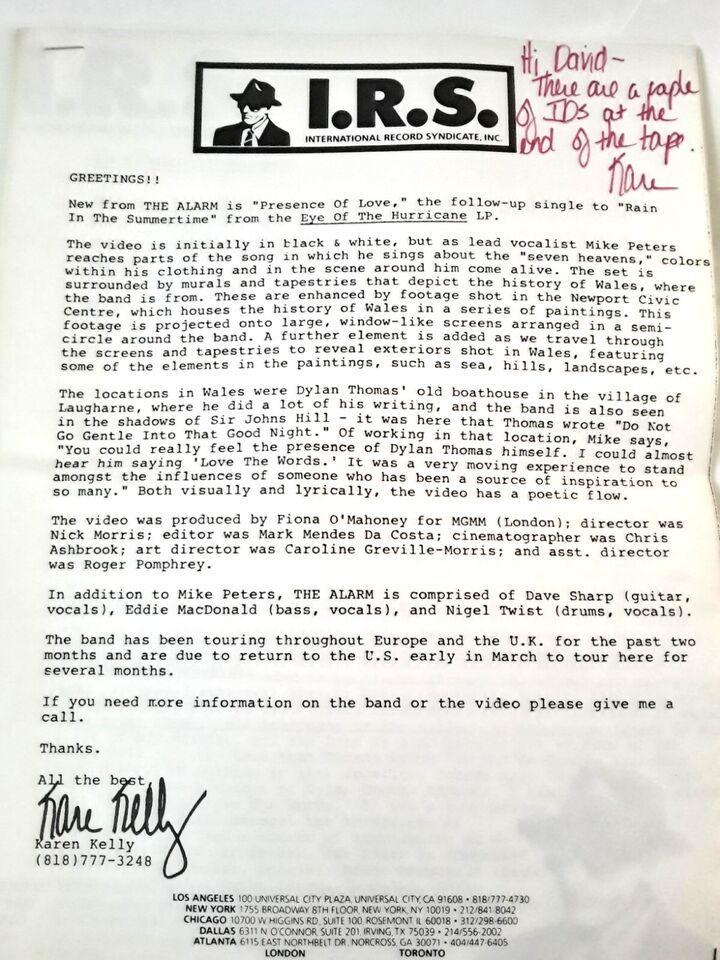 I.R.S.
INTERNATIONAL RECORD SYNDICATE, INC.
Hi David-
There are a couple
of IDs at the
end of the tape.
Kare
GREETINGS!!
New from THE ALARM is "Presence Of Love," the follow-up single to "Rain
In The Summertime" from the Eye Of The Hurricane LP.
The video is initially in black & white, but as lead vocalist Mike Peters
reaches parts of the song in which he sings about the "seven heavens," colors
within his clothing and in the scene around him come alive. The set is
surrounded by murals and tapestries that depict the history of Wales, where
the band is from. These are enhanced by footage shot in the Newport Civic
Centre, which houses the history of Wales in a series of paintings. This
footage is projected onto large, window-like screens arranged in a semi-
circle around the band. A further element is added as we travel through
the screens and tapestries to reveal exteriors shot in Wales, featuring
some of the elements in the paintings, such as sea, hills, landscapes, etc.
The locations in Wales were Dylan Thomas' old boathouse in the village of
Laugharne, where he did a lot of his writing, and the band is also seen
in the shadows of Sir Johns Hill - it was here that Thomas wrote "Do Not
Go Gentle Into That Good Night." Of working in that location, Mike says,
"You could really feel the presence of Dylan Thomas himself. I could almost
hear him saying 'Love The Words.' It was a very moving experience to stand
amongst the influences of someone who has been a source of inspiration to
so many." Both visually and lyrically, the video has a poetic flow.
The video was produced by Fiona O'Mahoney for MGMM (London); director was
Nick Morris; editor was Mark Mendes Da Costa; cinematographer was Chris
Ashbrook; art director was Caroline Greville-Morris; and asst. director
was Roger Pomphrey.
In addition to Mike Peters, THE ALARM is comprised of Dave Sharp (guitar,
vocals), Eddie MacDonald (bass, vocals), and Nigel Twist (drums, vocals).
The band has been touring throughout Europe and the U.K. for the past two
months and are due to return to the U.S. early in March to tour here for
several months.
If you need more information on the band or the video please give me a
call.
Thanks.
All the best,
Kare Kelly
Karen Kelly
(818)777-3248
LOS ANGELES 100 UNIVERSAL CITY PLAZA, UNIVERSAL CITY, CA 91608 • 818/777-4730
NEW YORK 1755 BROADWAY 8TH FLOOR, NEW YORK, NY 10019 • 212/841-8042
CHICAGO 10700 W HIGGINS RD, SUITE 100, ROSEMONT IL 60018 • 312/298-6600
DALLAS 6311 N O'CONNOR, SUITE 201, IRVING, TX 75039 • 214/556-2002
ATLANTA 6115 EAST NORTHBELT DR, NORCROSS, GA 30071 • 404/447-6405
LONDON TORONTO